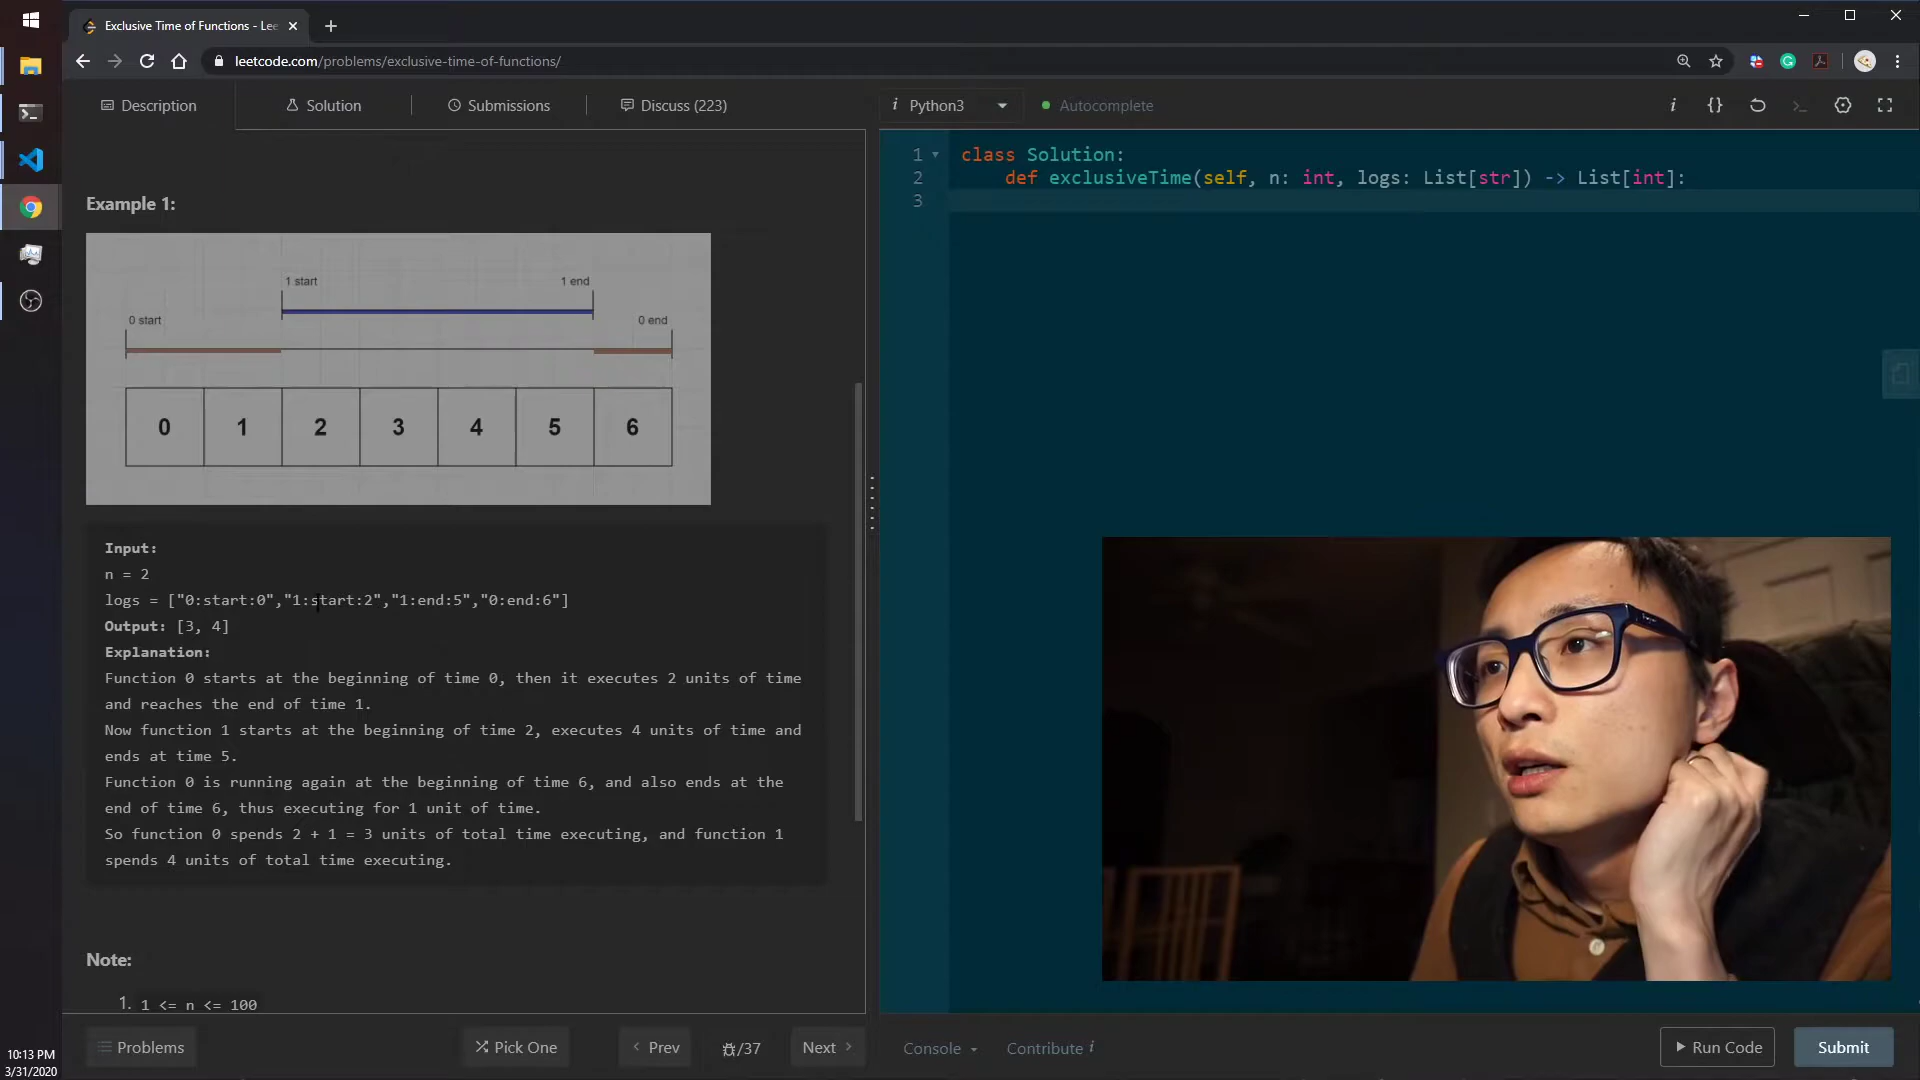 Exclusive Time of Functions - Lee
leetcode.com/problems/exclusive-time-of-functions/
Description
Solution
Submissions
Discuss (223)
i Python3
Autocomplete
i {}
Example 1:
1 start
1 end
0 start
0 end
0 1 2 3 4 5 6
Input:
n = 2
logs = ["0:start:0","1:start:2","1:end:5","0:end:6"]
Output: [3, 4]
Explanation:
Function 0 starts at the beginning of time 0, then it executes 2 units of time
and reaches the end of time 1.
Now function 1 starts at the beginning of time 2, executes 4 units of time and
ends at time 5.
Function 0 is running again at the beginning of time 6, and also ends at the
end of time 6, thus executing for 1 unit of time.
So function 0 spends 2 + 1 = 3 units of total time executing, and function 1
spends 4 units of total time executing.
Note:
1. 1 <= n <= 100
1 class Solution:
2 def exclusiveTime(self, n: int, logs: List[str]) -> List[int]:
3
Problems
Pick One
Prev
/37
Next
Console
Contribute i
Run Code
Submit
10:13 PM
3/31/2020